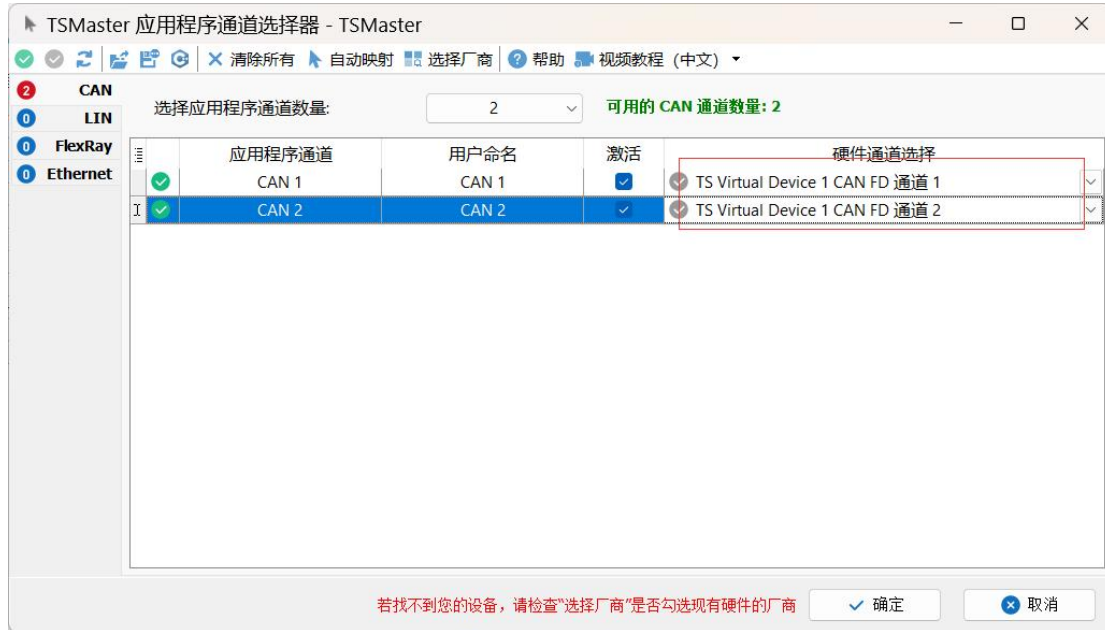 TSMaster 应用程序通道选择器 - TSMaster
清除所有 自动映射 选择厂商 帮助 视频教程 (中文)
2 CAN
0 LIN
0 FlexRay
0 Ethernet
选择应用程序通道数量: 2 可用的 CAN 通道数量: 2
应用程序通道 用户命名 激活 硬件通道选择
CAN 1 CAN 1 TS Virtual Device 1 CAN FD 通道 1
CAN 2 CAN 2 TS Virtual Device 1 CAN FD 通道 2
若找不到您的设备，请检查"选择厂商"是否勾选现有硬件的厂商 确定 取消